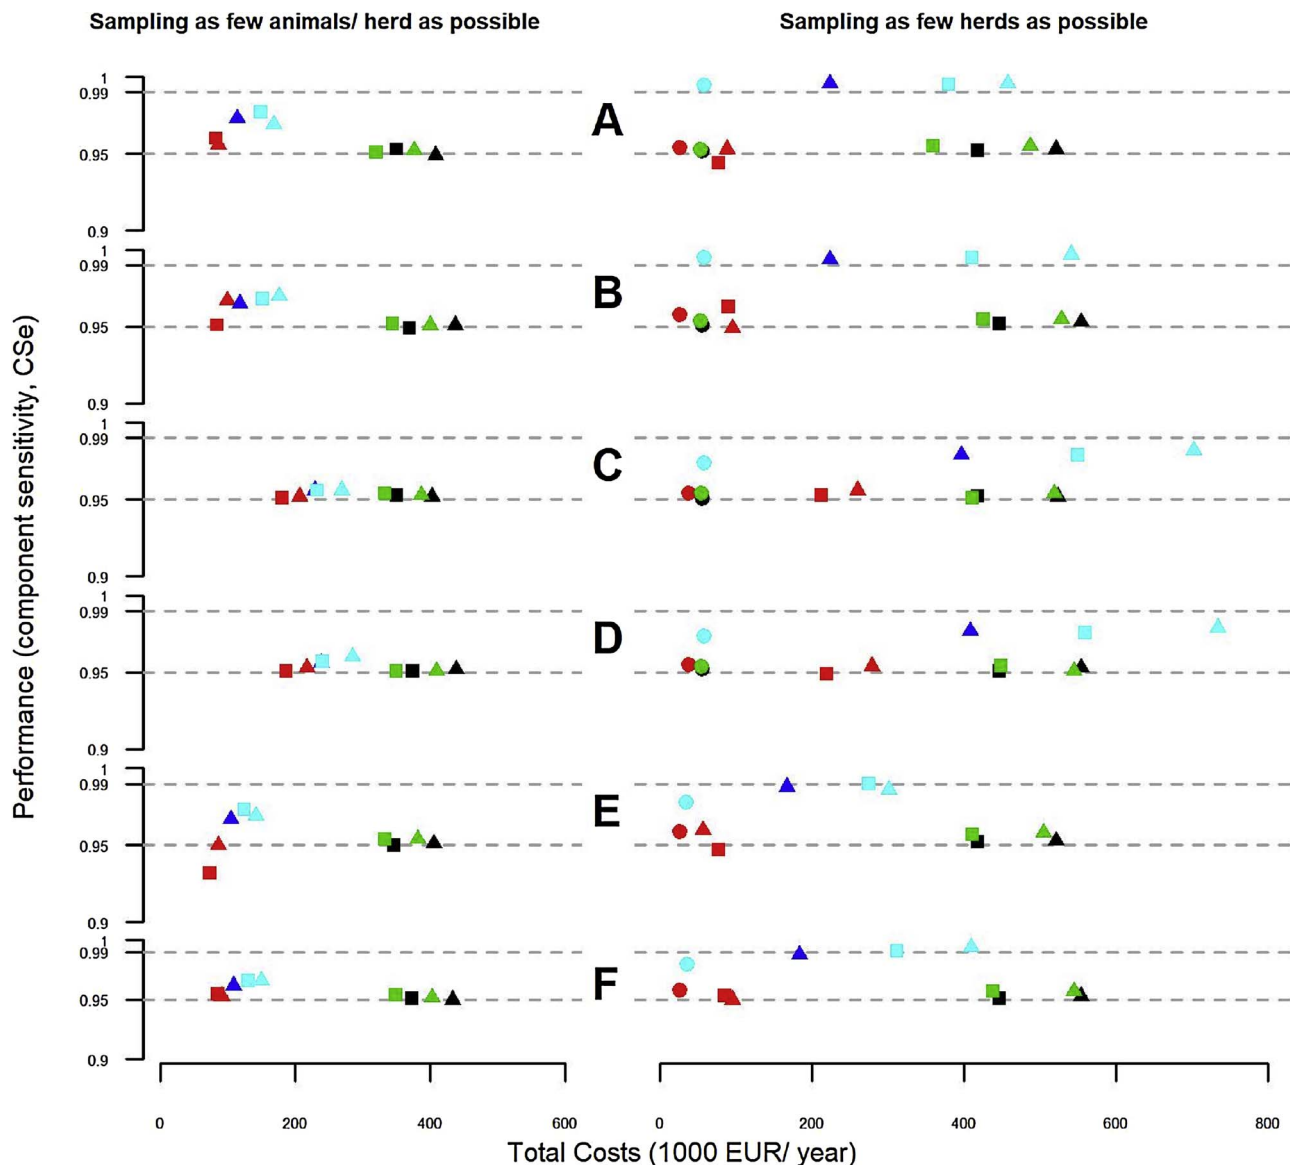 Sampling as few animals/ herd as possible
Sampling as few herds as possible
Performance (component sensitivity, CSe)
1
0.99
0.95
0.9
A
1
0.99
0.95
0.9
B
1
0.99
0.95
0.9
C
1
0.99
0.95
0.9
D
1
0.99
0.95
0.9
E
1
0.99
0.95
0.9
F
0 200 400 600
0 200 400 600 800
Total Costs (1000 EUR/ year)